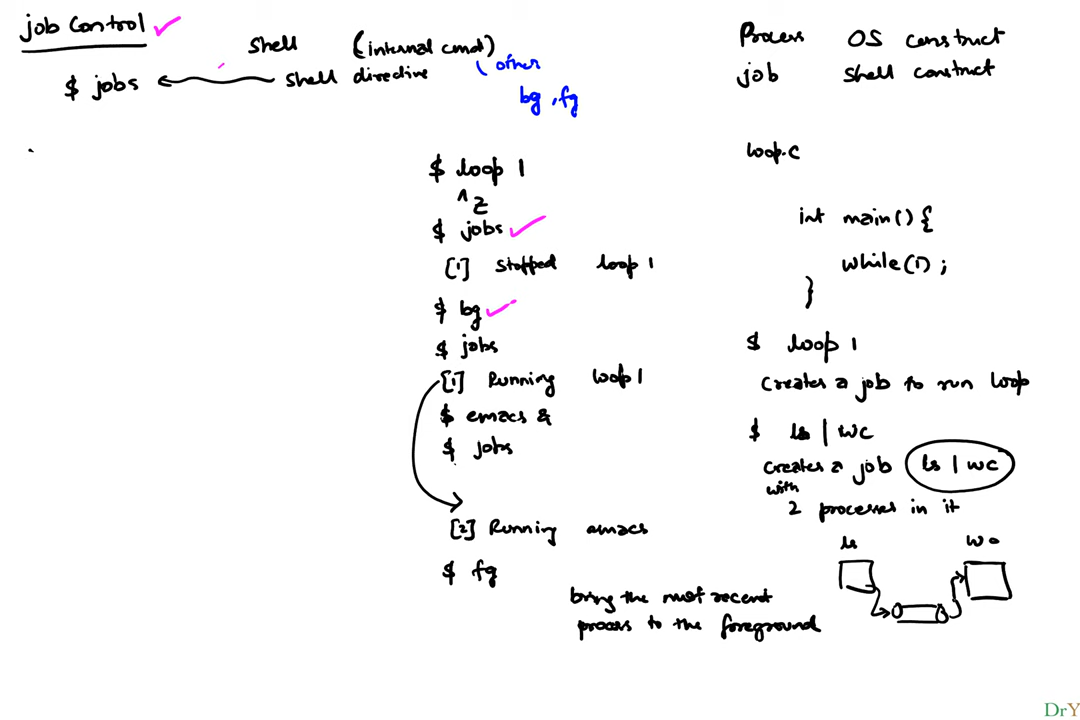 job Control
shell (internal cmd)
$ jobs shell directive
other
bg, fg
Process OS construct
job shell construct
$ loop 1
^Z
$ jobs
[1] Stopped loop 1
$ bg
$ jobs
[1] Running loop 1
$ emacs &
$ jobs
[2] Running emacs
$ fg
bring the most recent
process to the foreground
loop.c
int main() {
while(1);
}
$ loop 1
creates a job to run loop
$ ls | wc
creates a job ls | wc
with
2 processes in it
ls wc
DrY